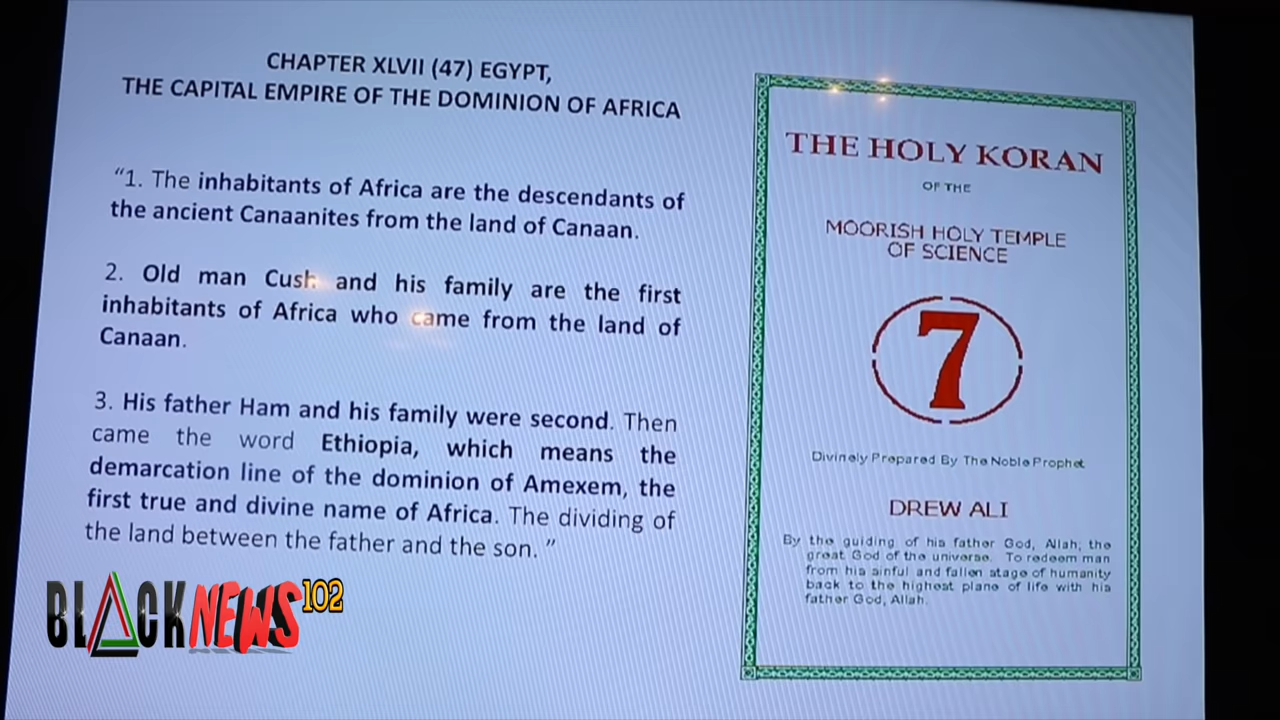 CHAPTER XLVII (47) EGYPT,
THE CAPITAL EMPIRE OF THE DOMINION OF AFRICA
“1. The inhabitants of Africa are the descendants of
the ancient Canaanites from the land of Canaan.
2. Old man Cush and his family are the first
inhabitants of Africa who came from the land of
Canaan.
3. His father Ham and his family were second. Then
came the word Ethiopia, which means the
demarcation line of the dominion of Amexem, the
first true and divine name of Africa. The dividing of
the land between the father and the son. ”
THE HOLY KORAN
OF THE
MOORISH HOLY TEMPLE
OF SCIENCE
7
Divinely Prepared By The Noble Prophet
DREW ALI
By the guiding of his father God, Allah; the
great God of the universe. To redeem man
from his sinful and fallen stage of humanity
back to the highest plane of life with his
father God, Allah.
BLACK NEWS 102